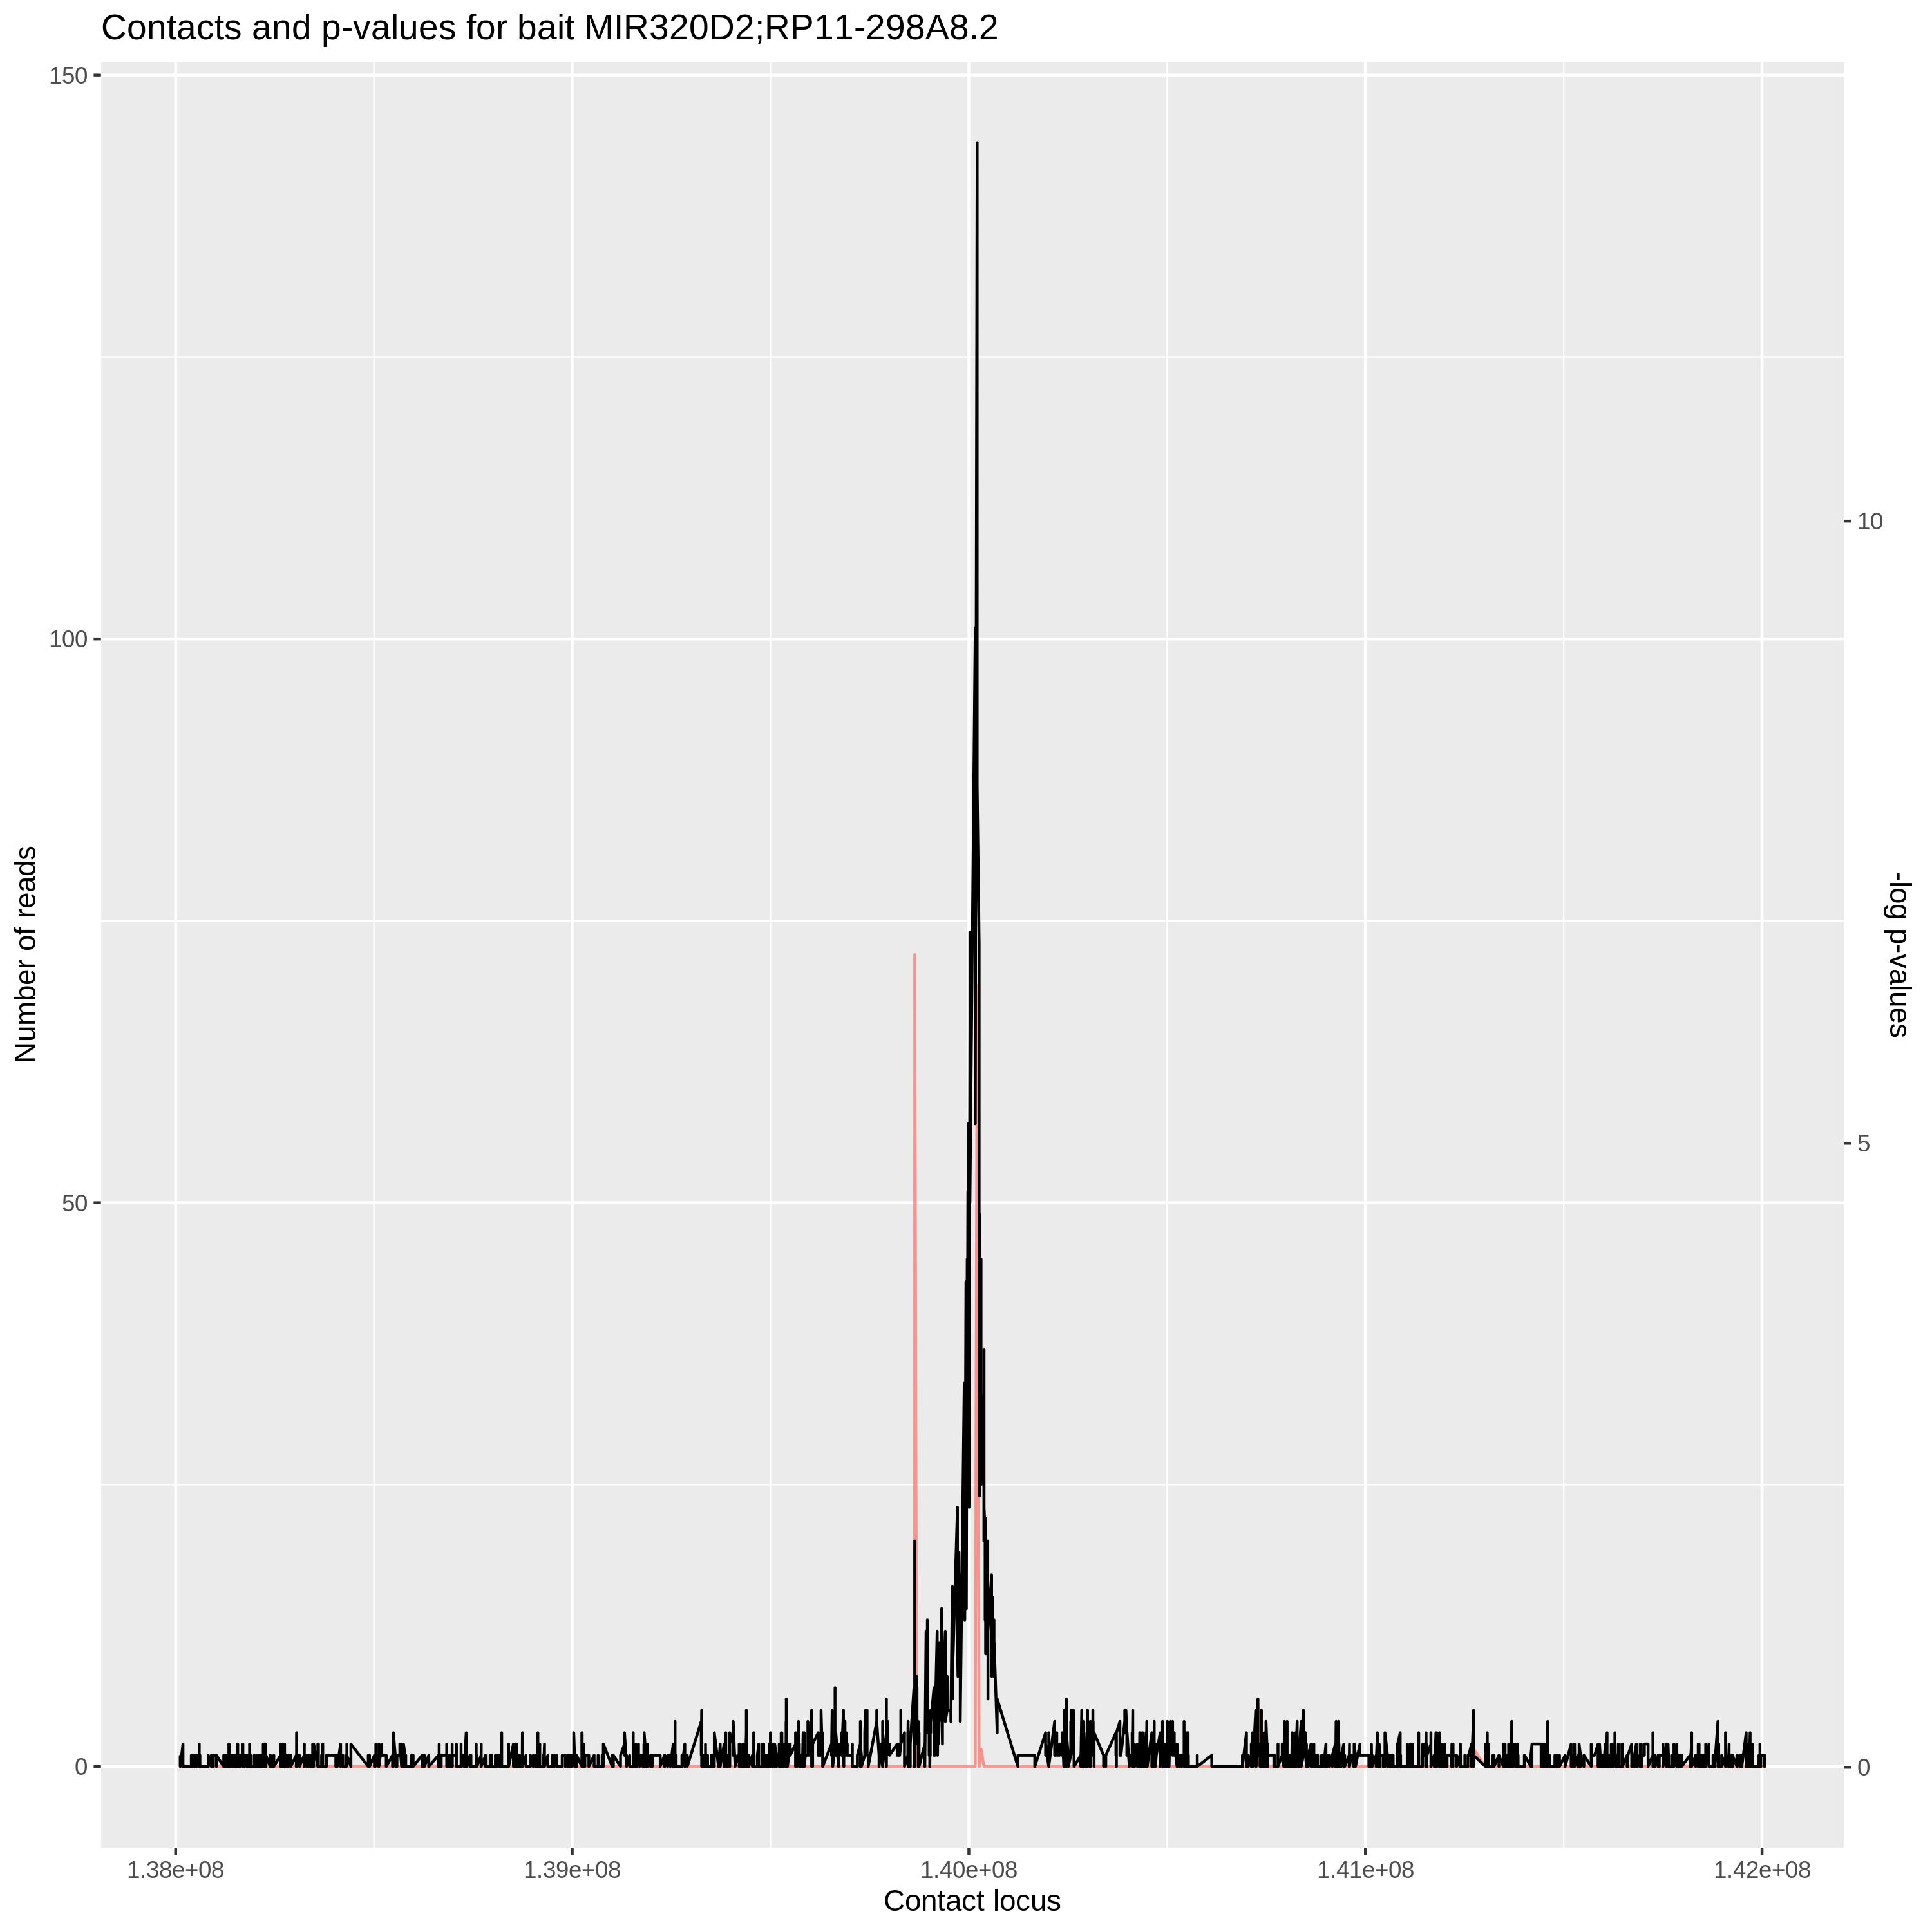 Contacts and p-values for bait MIR320D2;RP11-298A8.2
150
100
50
0
Number of reads
10
5
0
-log p-values
1.38e+08
1.39e+08
1.40e+08
1.41e+08
1.42e+08
Contact locus